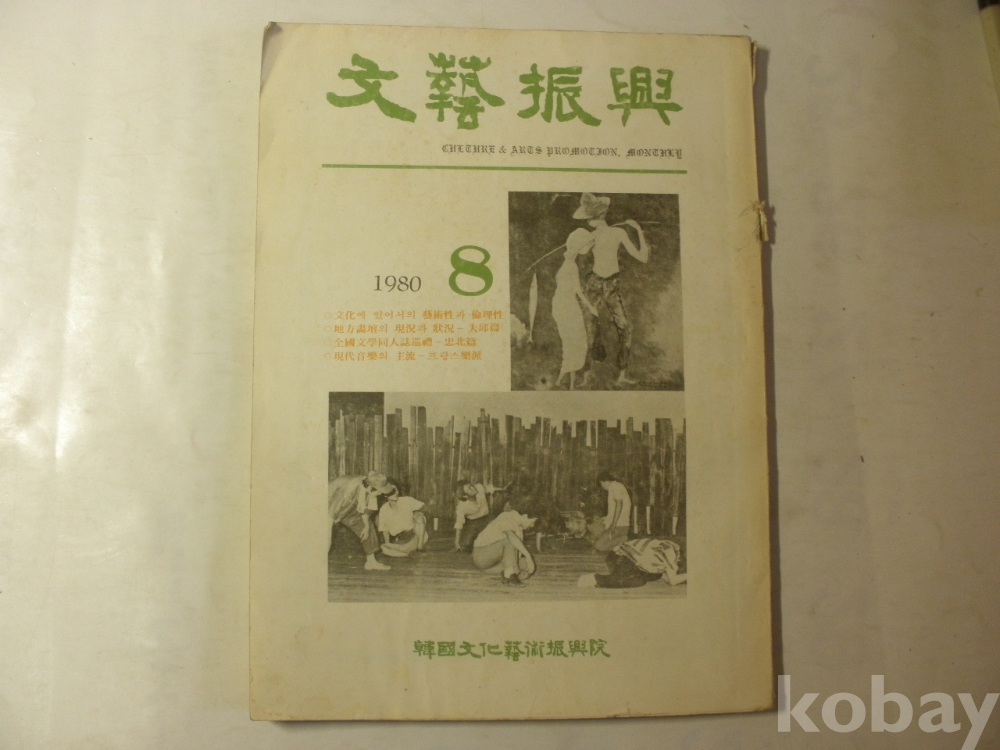 文藝振興
CULTURE & ARTS PROMOTION, MONTHLY
1980 8
○文化에 있어서의 藝術性과 倫理性
○地方畵壇의 現況과 狀況－大邱篇
○全國文學同人誌巡禮－忠北篇
○現代音樂의 主流－프랑스樂派
韓國文化藝術振興院
kobay